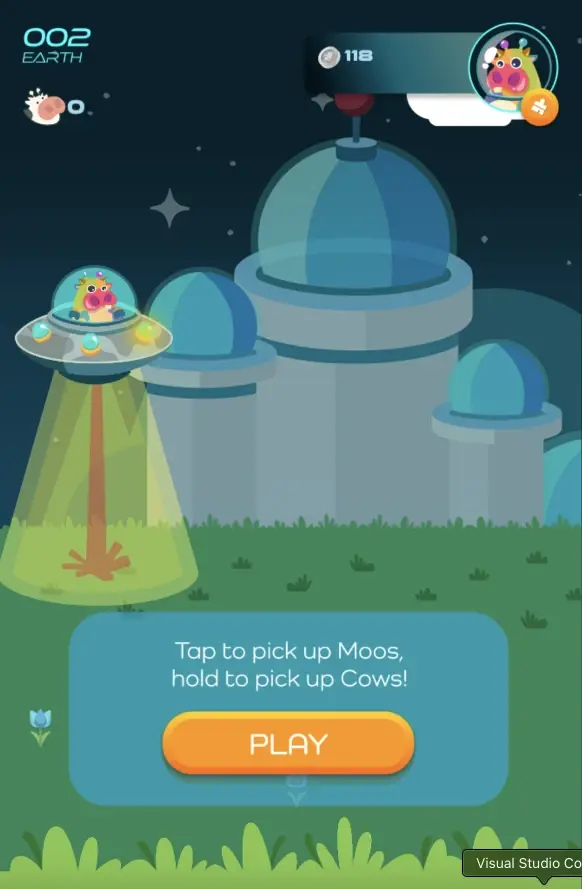 002
EARTH
118
0
Tap to pick up Moos,
hold to pick up Cows!
PLAY
Visual Studio Co